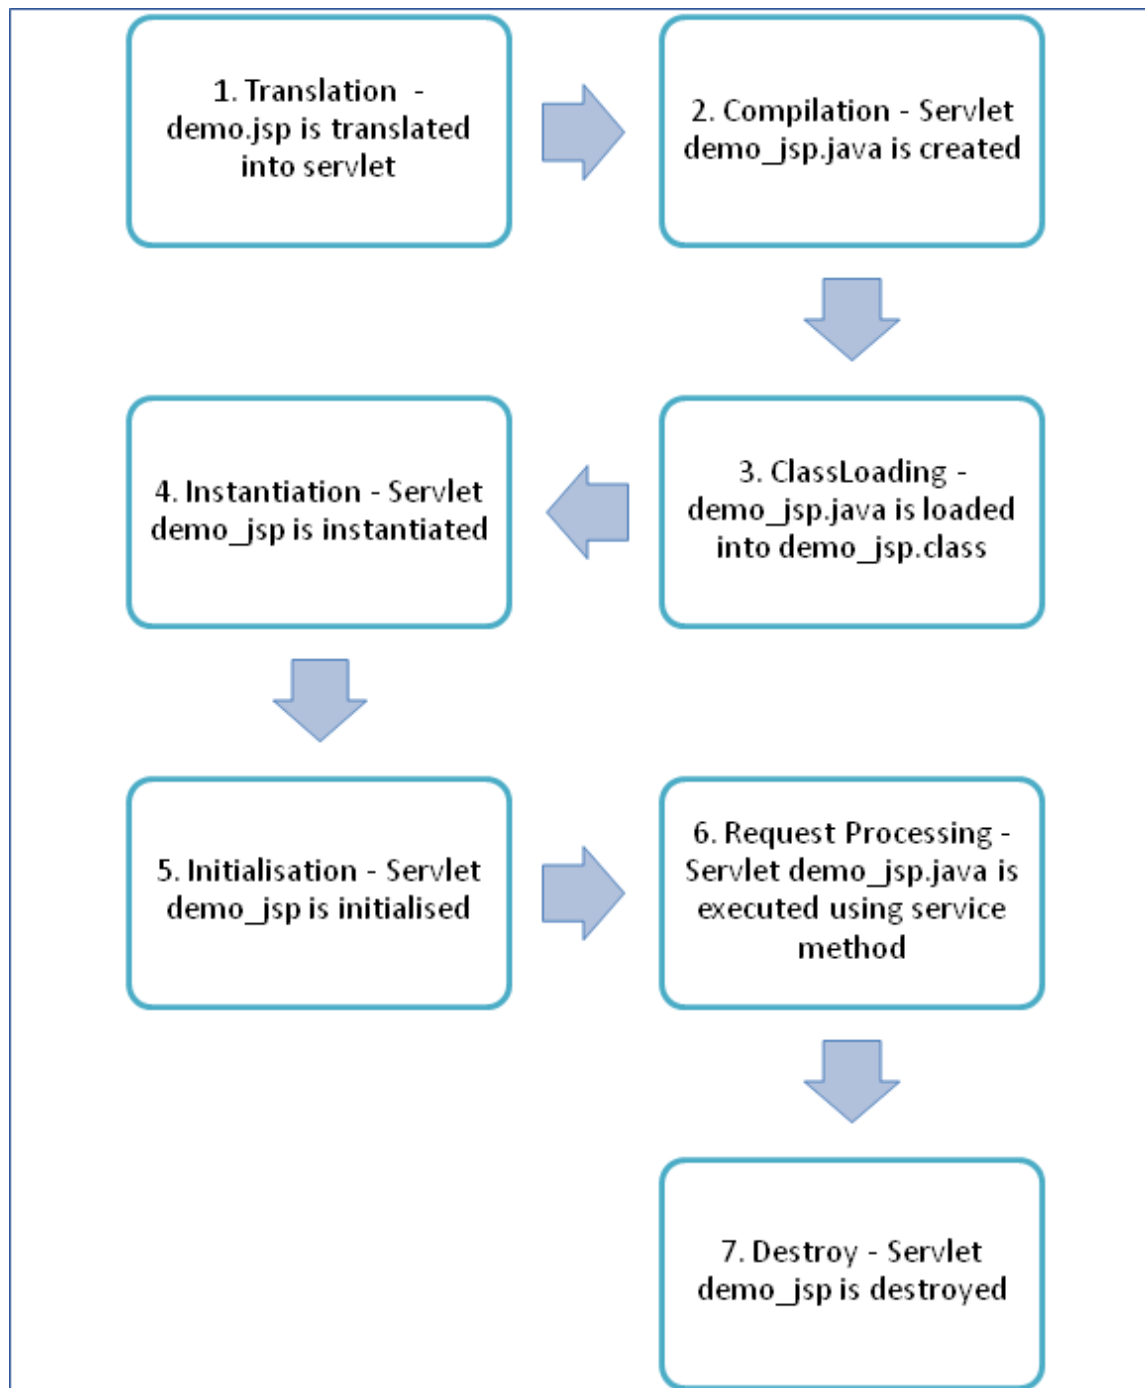 1. Translation -
demo.jsp is translated
into servlet
2. Compilation - Servlet
demo_jsp.java is created
3. ClassLoading -
demo_jsp.java is loaded
into demo_jsp.class
4. Instantiation - Servlet
demo_jsp is instantiated
5. Initialisation - Servlet
demo_jsp is initialised
6. Request Processing -
Servlet demo_jsp.java is
executed using service
method
7. Destroy - Servlet
demo_jsp is destroyed